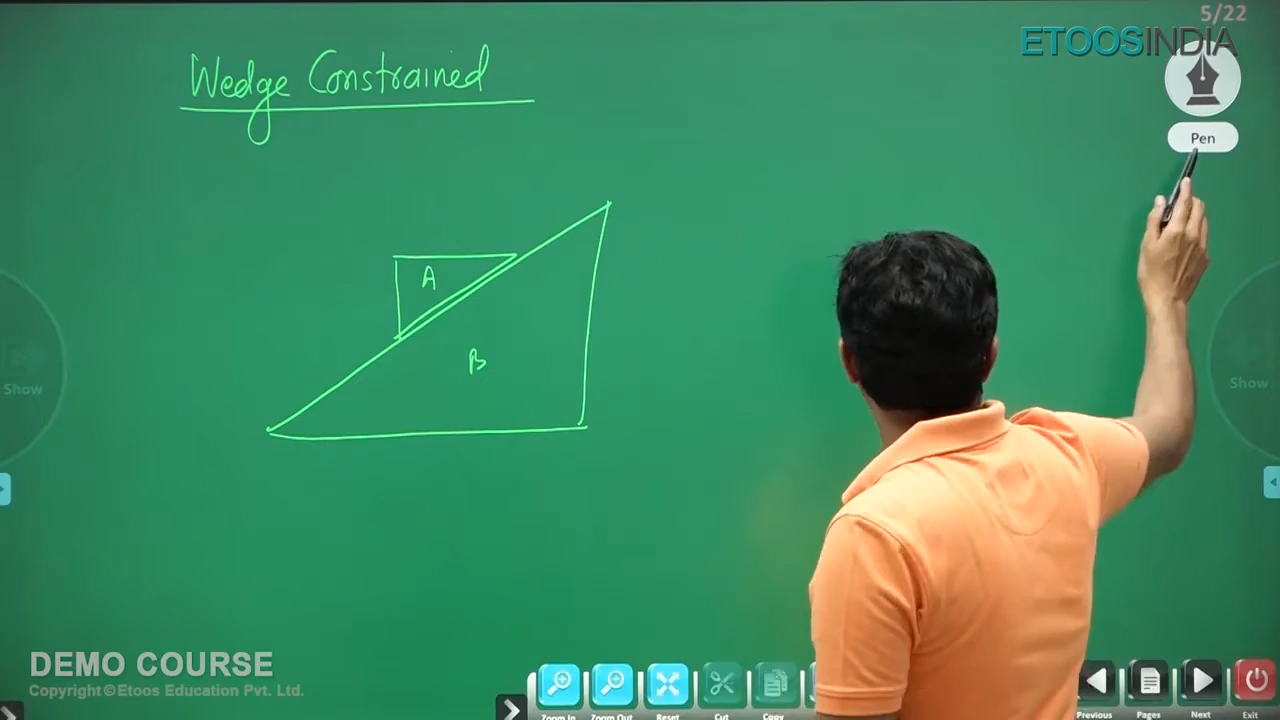 5/22
ETOOSINDIA
Wedge Constrained
Pen
A
B
Show
Show
DEMO COURSE
Copyright © Etoos Education Pvt. Ltd.
Zoom In Zoom Out Reset Cut Copy Previous Pages Next Exit